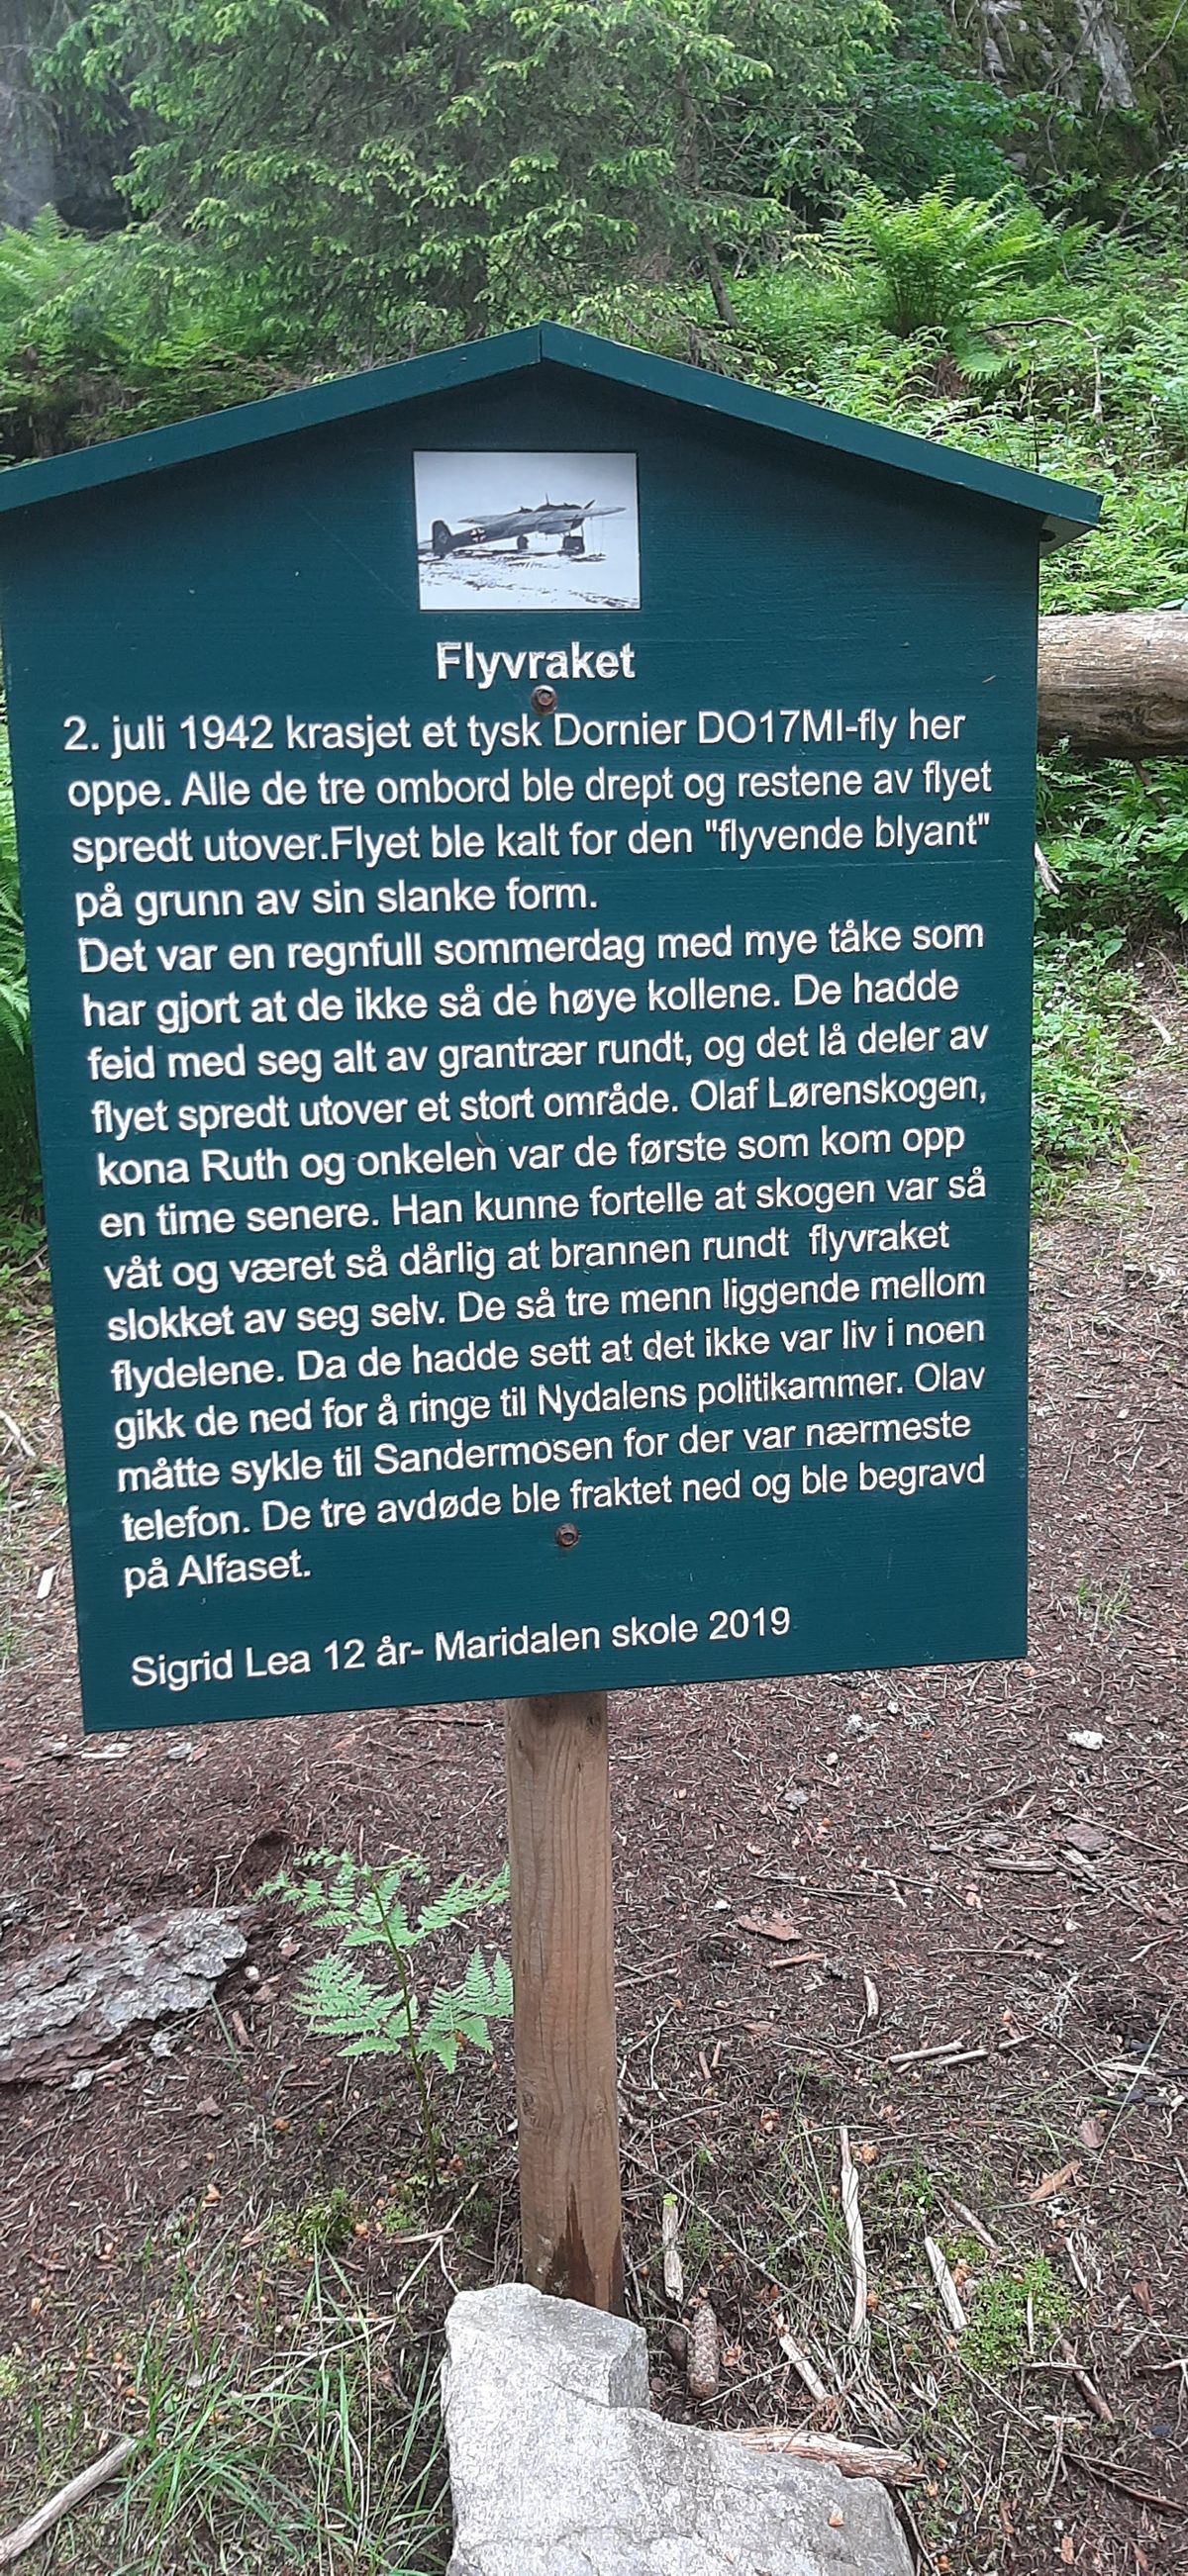 Flyvraket
2. juli 1942 krasjet et tysk Dornier DO17MI-fly her
oppe. Alle de tre ombord ble drept og restene av flyet
spredt utover.Flyet ble kalt for den "flyvende blyant"
på grunn av sin slanke form.
Det var en regnfull sommerdag med mye tåke som
har gjort at de ikke så de høye kollene. De hadde
feid med seg alt av grantrær rundt, og det lå deler av
flyet spredt utover et stort område. Olaf Lørenskogen,
kona Ruth og onkelen var de første som kom opp
en time senere. Han kunne fortelle at skogen var så
våt og været så dårlig at brannen rundt flyvraket
slokket av seg selv. De så tre menn liggende mellom
flydelene. Da de hadde sett at det ikke var liv i noen
gikk de ned for å ringe til Nydalens politikammer. Olav
måtte sykle til Sandermosen for der var nærmeste
telefon. De tre avdøde ble fraktet ned og ble begravd
på Alfaset.
Sigrid Lea 12 år- Maridalen skole 2019